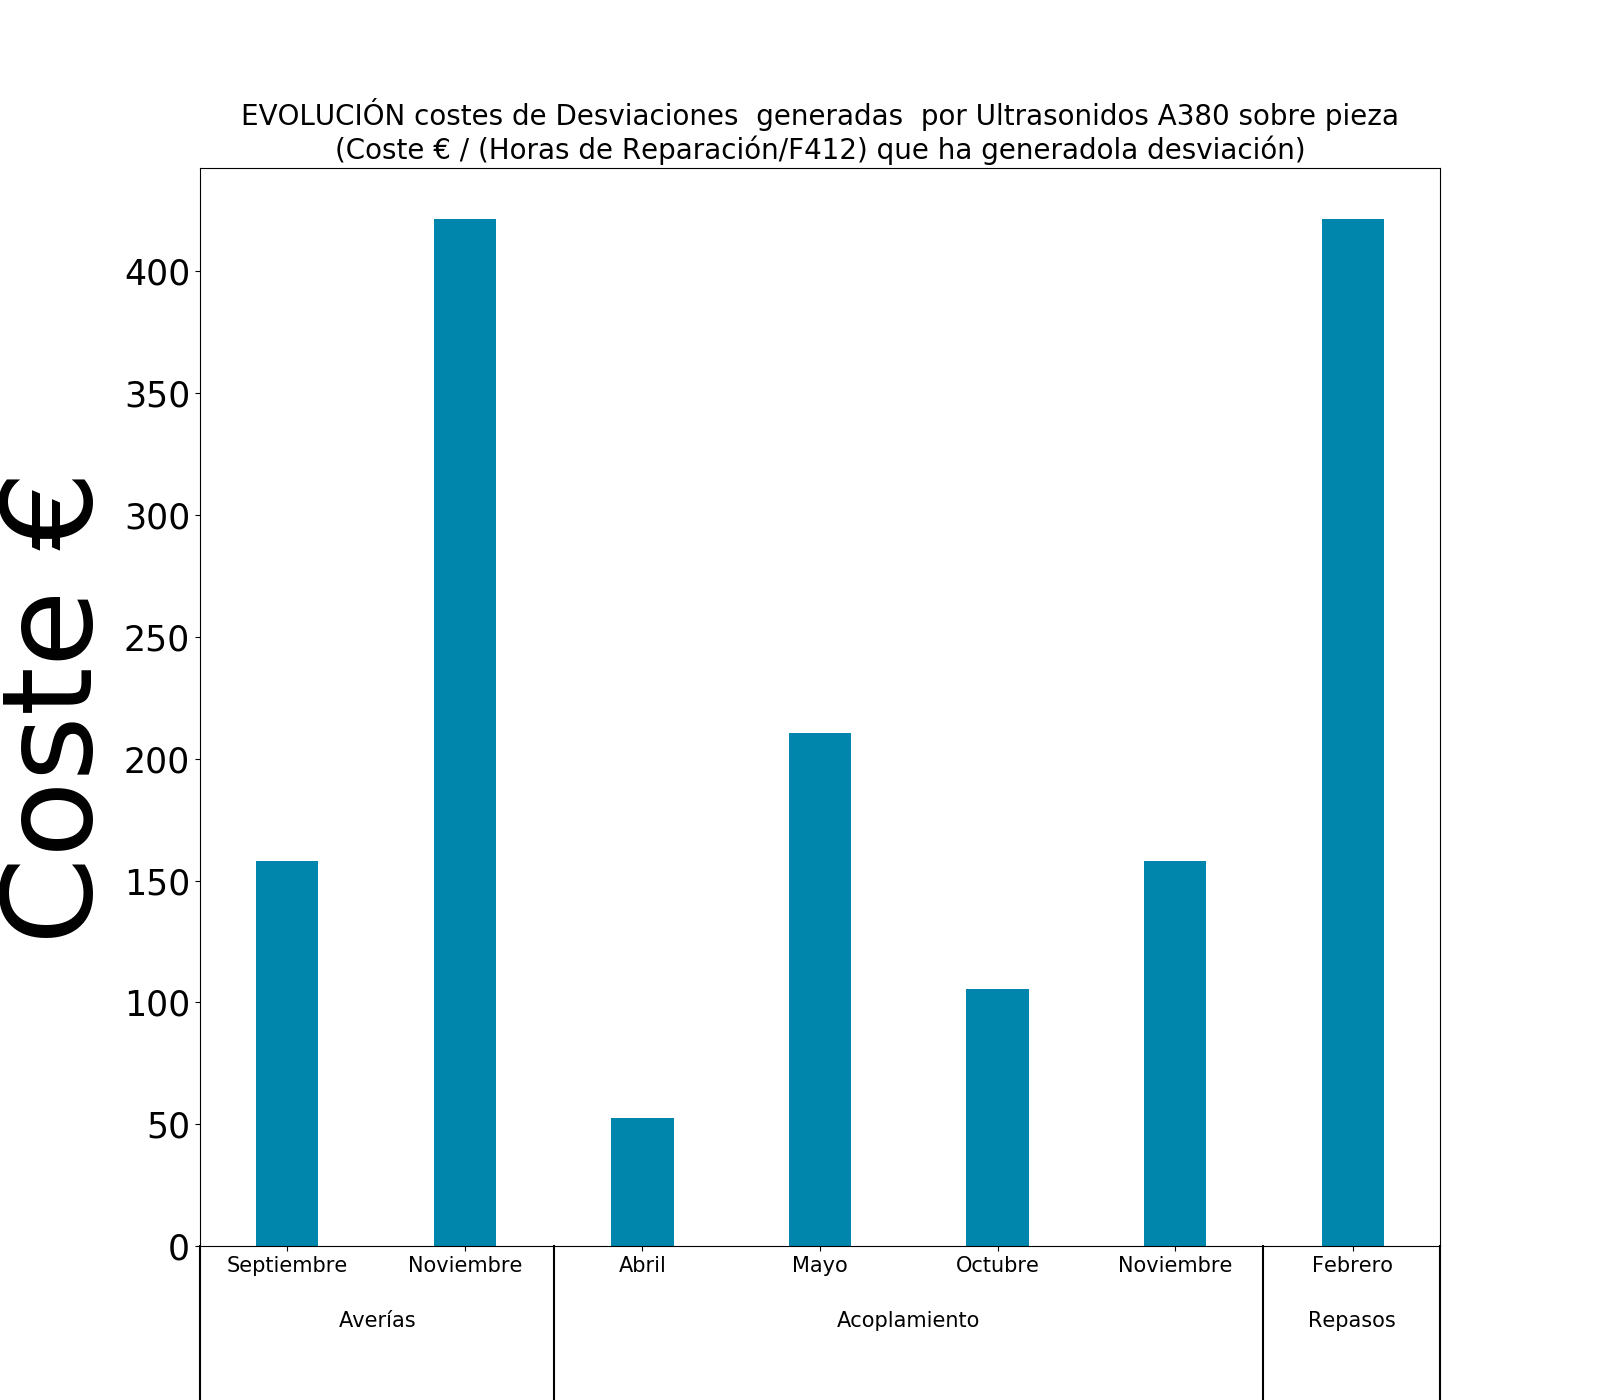 EVOLUCIÓN costes de Desviaciones  generadas  por Ultrasonidos A380 sobre pieza
(Coste € / (Horas de Reparación/F412) que ha generadola desviación)
Coste €
400
350
300
250
200
150
100
50
0
Septiembre Noviembre Abril Mayo Octubre Noviembre Febrero
Averías Acoplamiento Repasos